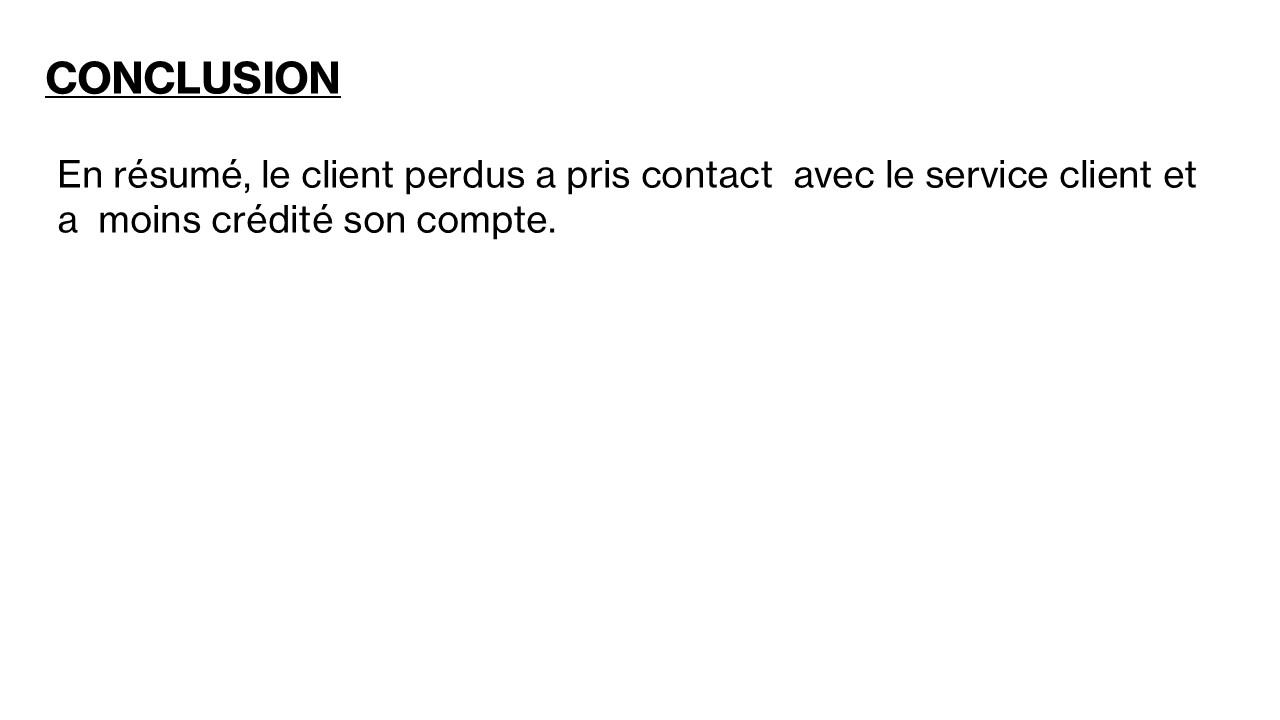 CONCLUSION
En résumé, le client perdus a pris contact  avec le service client et
a  moins crédité son compte.